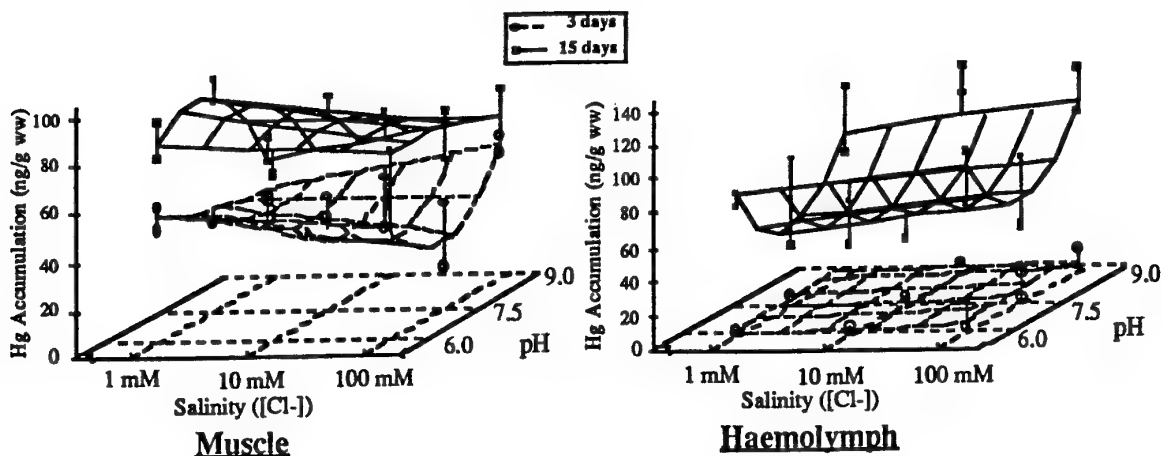 3 days
15 days
Hg Accumulation (ng/g ww)
100
80
60
40
20
0
1 mM
10 mM
100 mM
Salinity ([Cl-])
6.0
7.5
9.0
pH
Muscle
Hg Accumulation (ng/g ww)
140
120
100
80
60
40
20
0
1 mM
10 mM
100 mM
Salinity ([Cl-])
6.0
7.5
9.0
pH
Haemolymph